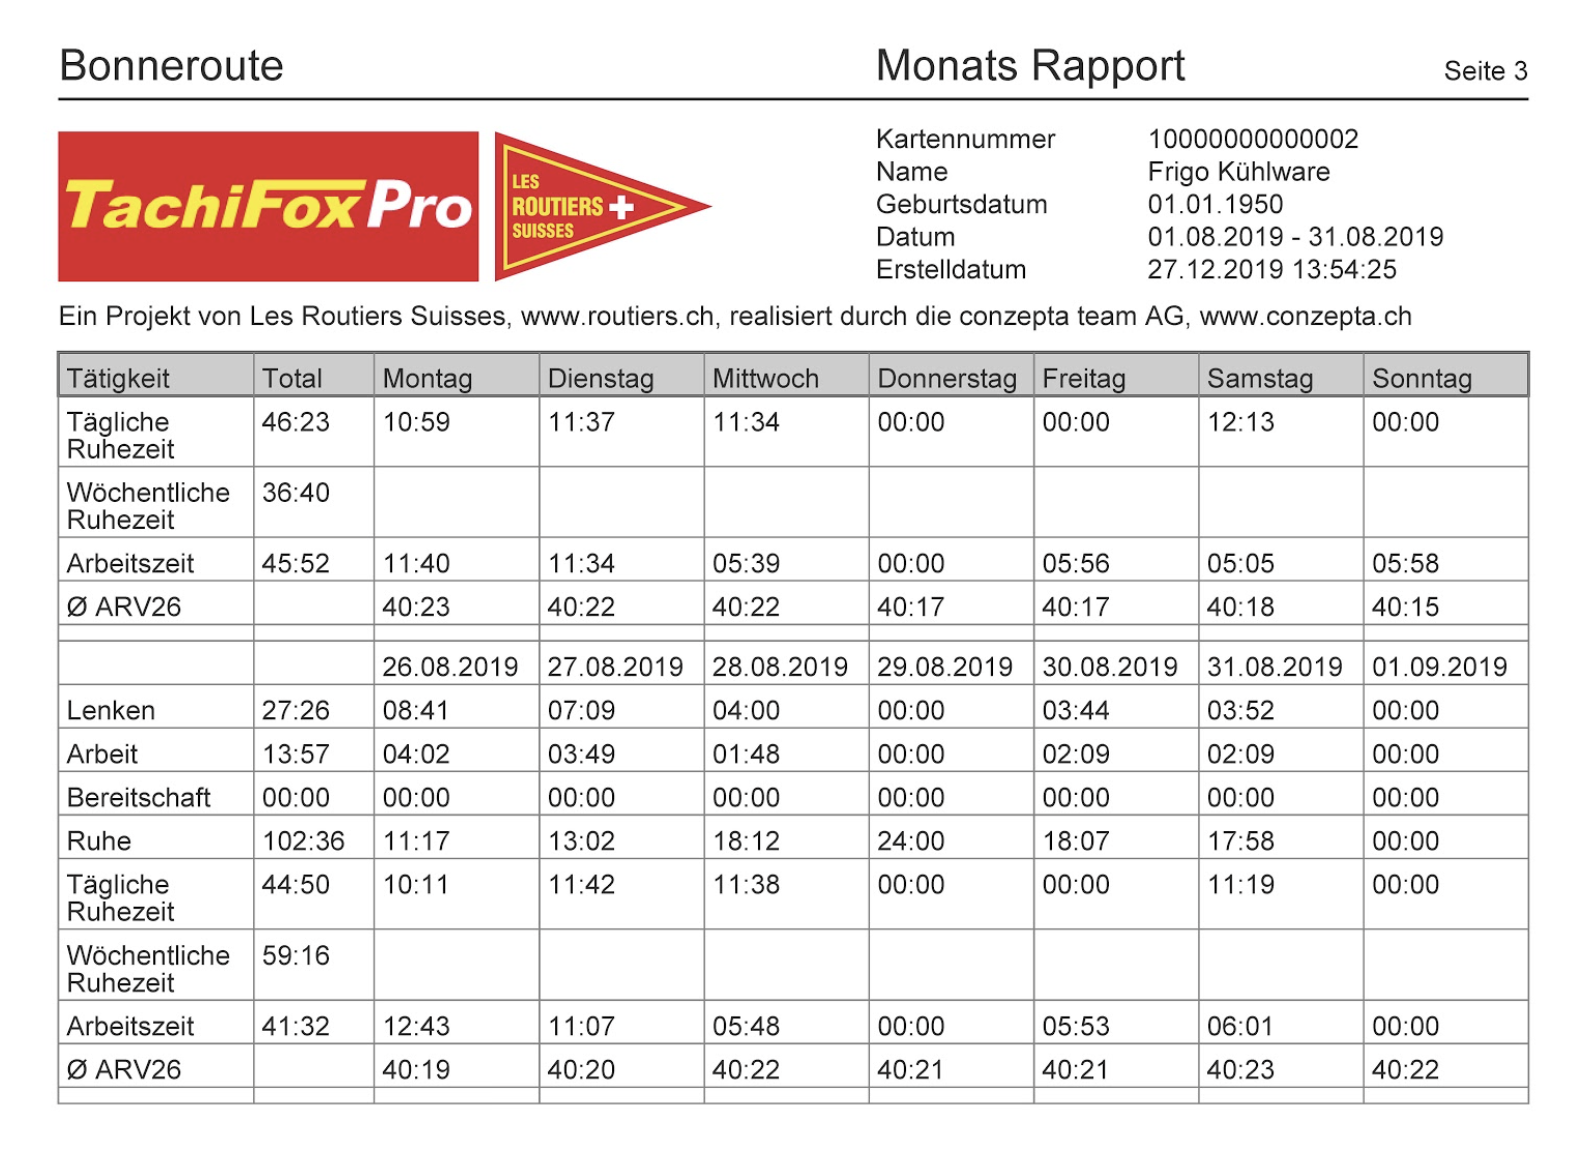 Bonneroute Monats Rapport Seite 3
TachiFox Pro
LES
ROUTIERS
SUISSES
Kartennummer 10000000000002
Name Frigo Kühlware
Geburtsdatum 01.01.1950
Datum 01.08.2019 - 31.08.2019
Erstelldatum 27.12.2019 13:54:25
Ein Projekt von Les Routiers Suisses, www.routiers.ch, realisiert durch die conzepta team AG, www.conzepta.ch
Tätigkeit Total Montag Dienstag Mittwoch Donnerstag Freitag Samstag Sonntag
Tägliche 46:23 10:59 11:37 11:34 00:00 00:00 12:13 00:00
Ruhezeit
Wöchentliche 36:40
Ruhezeit
Arbeitszeit 45:52 11:40 11:34 05:39 00:00 05:56 05:05 05:58
Ø ARV26 40:23 40:22 40:22 40:17 40:17 40:18 40:15
26.08.2019 27.08.2019 28.08.2019 29.08.2019 30.08.2019 31.08.2019 01.09.2019
Lenken 27:26 08:41 07:09 04:00 00:00 03:44 03:52 00:00
Arbeit 13:57 04:02 03:49 01:48 00:00 02:09 02:09 00:00
Bereitschaft 00:00 00:00 00:00 00:00 00:00 00:00 00:00 00:00
Ruhe 102:36 11:17 13:02 18:12 24:00 18:07 17:58 00:00
Tägliche 44:50 10:11 11:42 11:38 00:00 00:00 11:19 00:00
Ruhezeit
Wöchentliche 59:16
Ruhezeit
Arbeitszeit 41:32 12:43 11:07 05:48 00:00 05:53 06:01 00:00
Ø ARV26 40:19 40:20 40:22 40:21 40:21 40:23 40:22